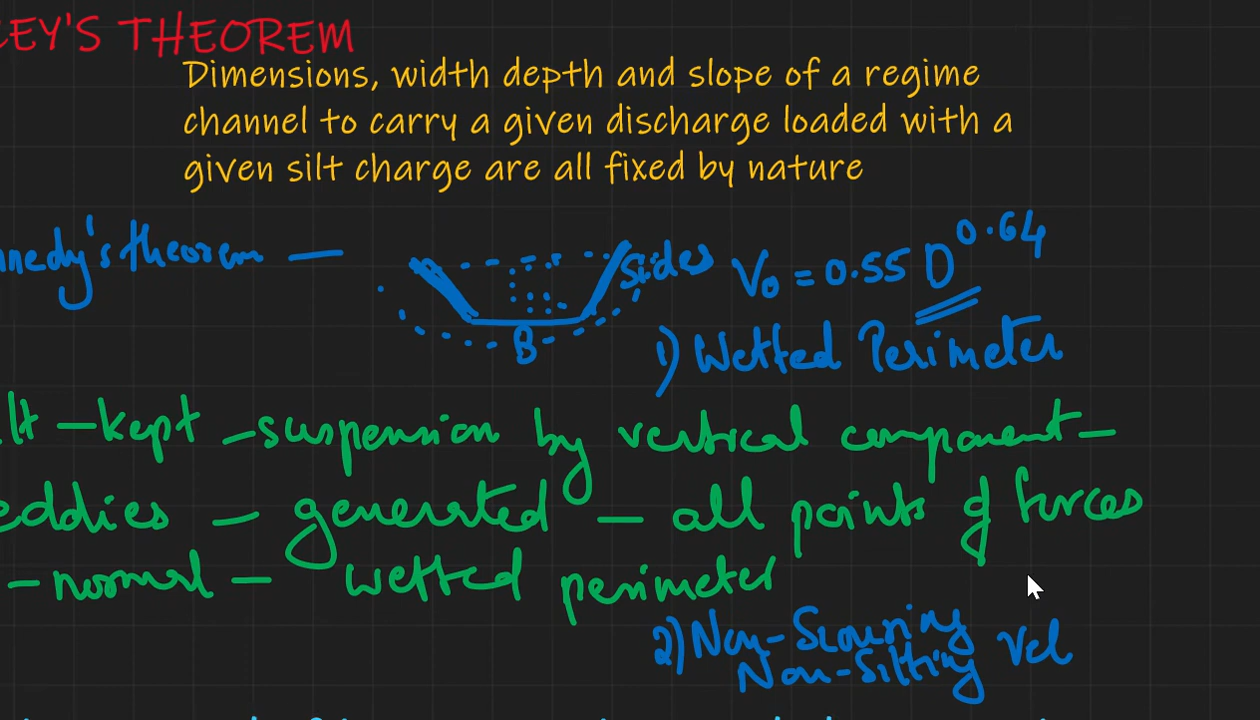 EY'S THEOREM
Dimensions, width depth and slope of a regime
channel to carry a given discharge loaded with a
given silt charge are all fixed by nature
nnedy's theorem — Sides V₀ = 0.55 D^0.64
B
1) Wetted Perimeter
lt — kept — suspension by vertical component —
eddies — generated — all points of forces
— normal — wetted perimeter
2) Non-Scouring
Non-Silting Vel